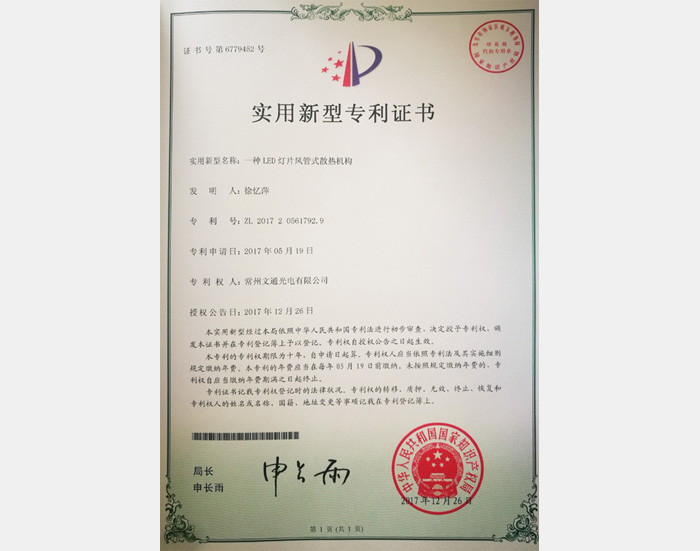 证书号第6779452号
实用新型专利证书
实用新型名称：一种LED灯片风管式散热机构
发 明 人：徐忆萍
专 利 号：ZL 2017 2 0561792.9
专利申请日：2017年05月19日
专 利 权 人：常州文通光电有限公司
授权公告日：2017年12月26日
本实用新型经过本局依照中华人民共和国专利法进行初步审查，决定授予专利权，颁
发本证书并在专利登记簿上予以登记。专利权自授权公告之日起生效。
本专利的专利权期限为十年，自申请日起算。专利权人应当依照专利法及其实施细则
规定缴纳年费。本专利的年费应当在每年05月19日前缴纳。未按照规定缴纳年费的，专
利权自应当缴纳年费期满之日起终止。
专利证书记载专利权登记时的法律状况。专利权的转移、质押、无效、终止、恢复和
专利权人的姓名或名称、国籍、地址变更等事项记载在专利登记簿上。
局长
申长雨
申长雨
中华人民共和国国家知识产权局
2017年12月26日
第1页（共1页）